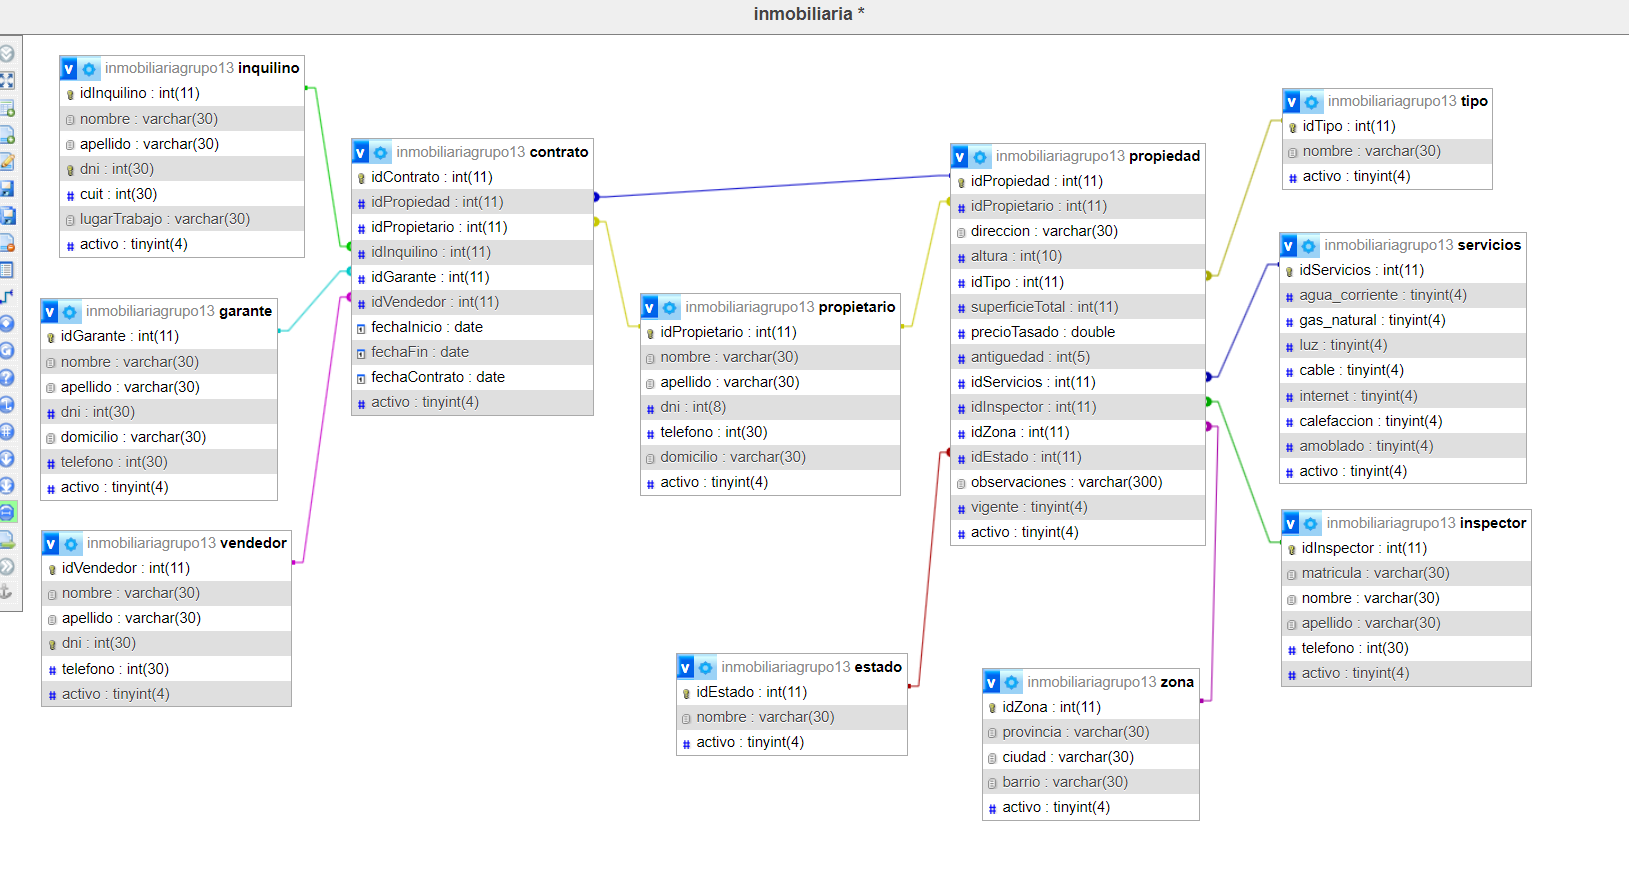 inmobiliaria *
v inmobiliariagrupo13 inquilino
idInquilino : int(11)
nombre : varchar(30)
apellido : varchar(30)
dni : int(30)
# cuit : int(30)
lugarTrabajo : varchar(30)
# activo : tinyint(4)
v inmobiliariagrupo13 garante
idGarante : int(11)
nombre : varchar(30)
apellido : varchar(30)
# dni : int(30)
domicilio : varchar(30)
# telefono : int(30)
# activo : tinyint(4)
v inmobiliariagrupo13 vendedor
idVendedor : int(11)
nombre : varchar(30)
apellido : varchar(30)
dni : int(30)
# telefono : int(30)
# activo : tinyint(4)
v inmobiliariagrupo13 contrato
idContrato : int(11)
# idPropiedad : int(11)
# idPropietario : int(11)
# idInquilino : int(11)
# idGarante : int(11)
# idVendedor : int(11)
fechaInicio : date
fechaFin : date
fechaContrato : date
# activo : tinyint(4)
v inmobiliariagrupo13 propietario
idPropietario : int(11)
nombre : varchar(30)
apellido : varchar(30)
# dni : int(8)
# telefono : int(30)
domicilio : varchar(30)
# activo : tinyint(4)
v inmobiliariagrupo13 estado
idEstado : int(11)
nombre : varchar(30)
# activo : tinyint(4)
v inmobiliariagrupo13 propiedad
idPropiedad : int(11)
# idPropietario : int(11)
direccion : varchar(30)
# altura : int(10)
# idTipo : int(11)
# superficieTotal : int(11)
# precioTasado : double
# antiguedad : int(5)
# idServicios : int(11)
# idInspector : int(11)
# idZona : int(11)
# idEstado : int(11)
observaciones : varchar(300)
# vigente : tinyint(4)
# activo : tinyint(4)
v inmobiliariagrupo13 zona
idZona : int(11)
provincia : varchar(30)
ciudad : varchar(30)
barrio : varchar(30)
# activo : tinyint(4)
v inmobiliariagrupo13 tipo
idTipo : int(11)
nombre : varchar(30)
# activo : tinyint(4)
v inmobiliariagrupo13 servicios
idServicios : int(11)
# agua_corriente : tinyint(4)
# gas_natural : tinyint(4)
# luz : tinyint(4)
# cable : tinyint(4)
# internet : tinyint(4)
# calefaccion : tinyint(4)
# amoblado : tinyint(4)
# activo : tinyint(4)
v inmobiliariagrupo13 inspector
idInspector : int(11)
matricula : varchar(30)
nombre : varchar(30)
apellido : varchar(30)
# telefono : int(30)
# activo : tinyint(4)